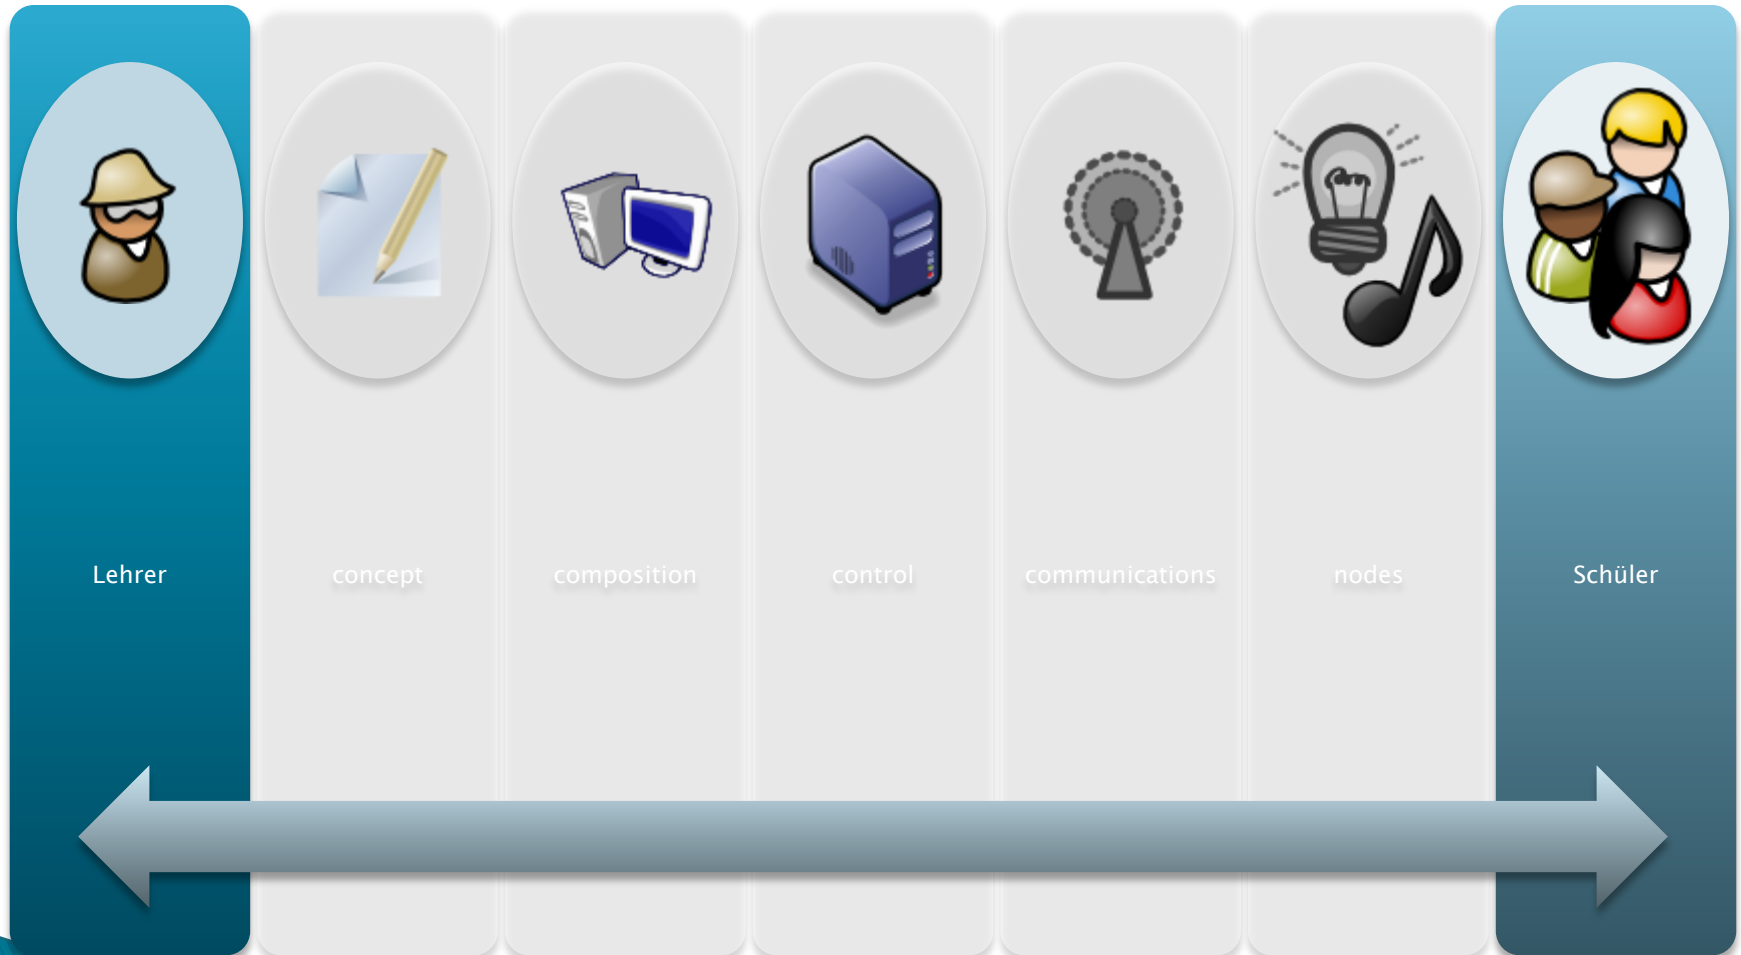 Lehrer
concept
composition
control
communications
nodes
Schüler